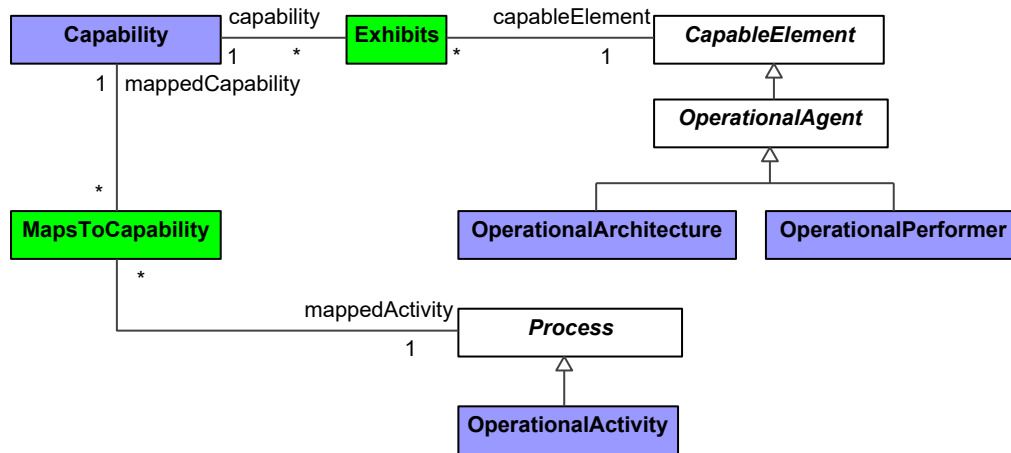 capability
capableElement
Capability
Exhibits
CapableElement
1
*
*
1
1
mappedCapability
OperationalAgent
*
MapsToCapability
OperationalArchitecture
OperationalPerformer
*
mappedActivity
Process
1
OperationalActivity